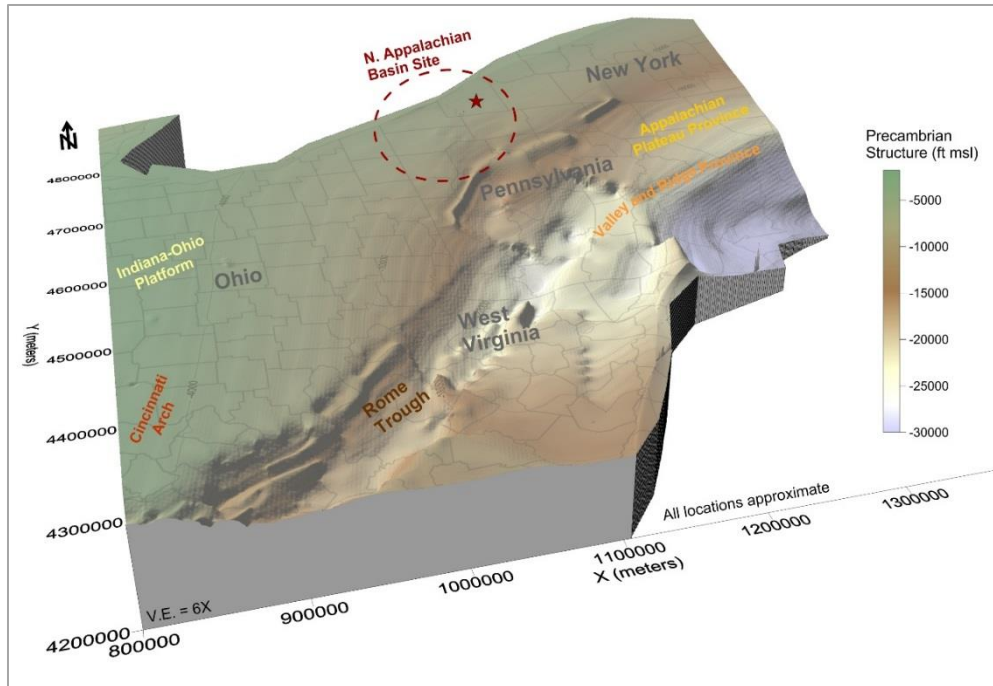 N. Appalachian
Basin Site
New York
Appalachian
Plateau Province
Pennsylvania
Valley and Ridge Province
Indiana-Ohio
Platform
Ohio
West
Virginia
Rome
Trough
Cincinnati
Arch
N
Y (meters)
4800000
4700000
4600000
4500000
4400000
4300000
4200000
800000
900000
1000000
1100000
1200000
1300000
X (meters)
All locations approximate
V.E. = 6X
Precambrian
Structure (ft msl)
-5000
-10000
-15000
-20000
-25000
-30000